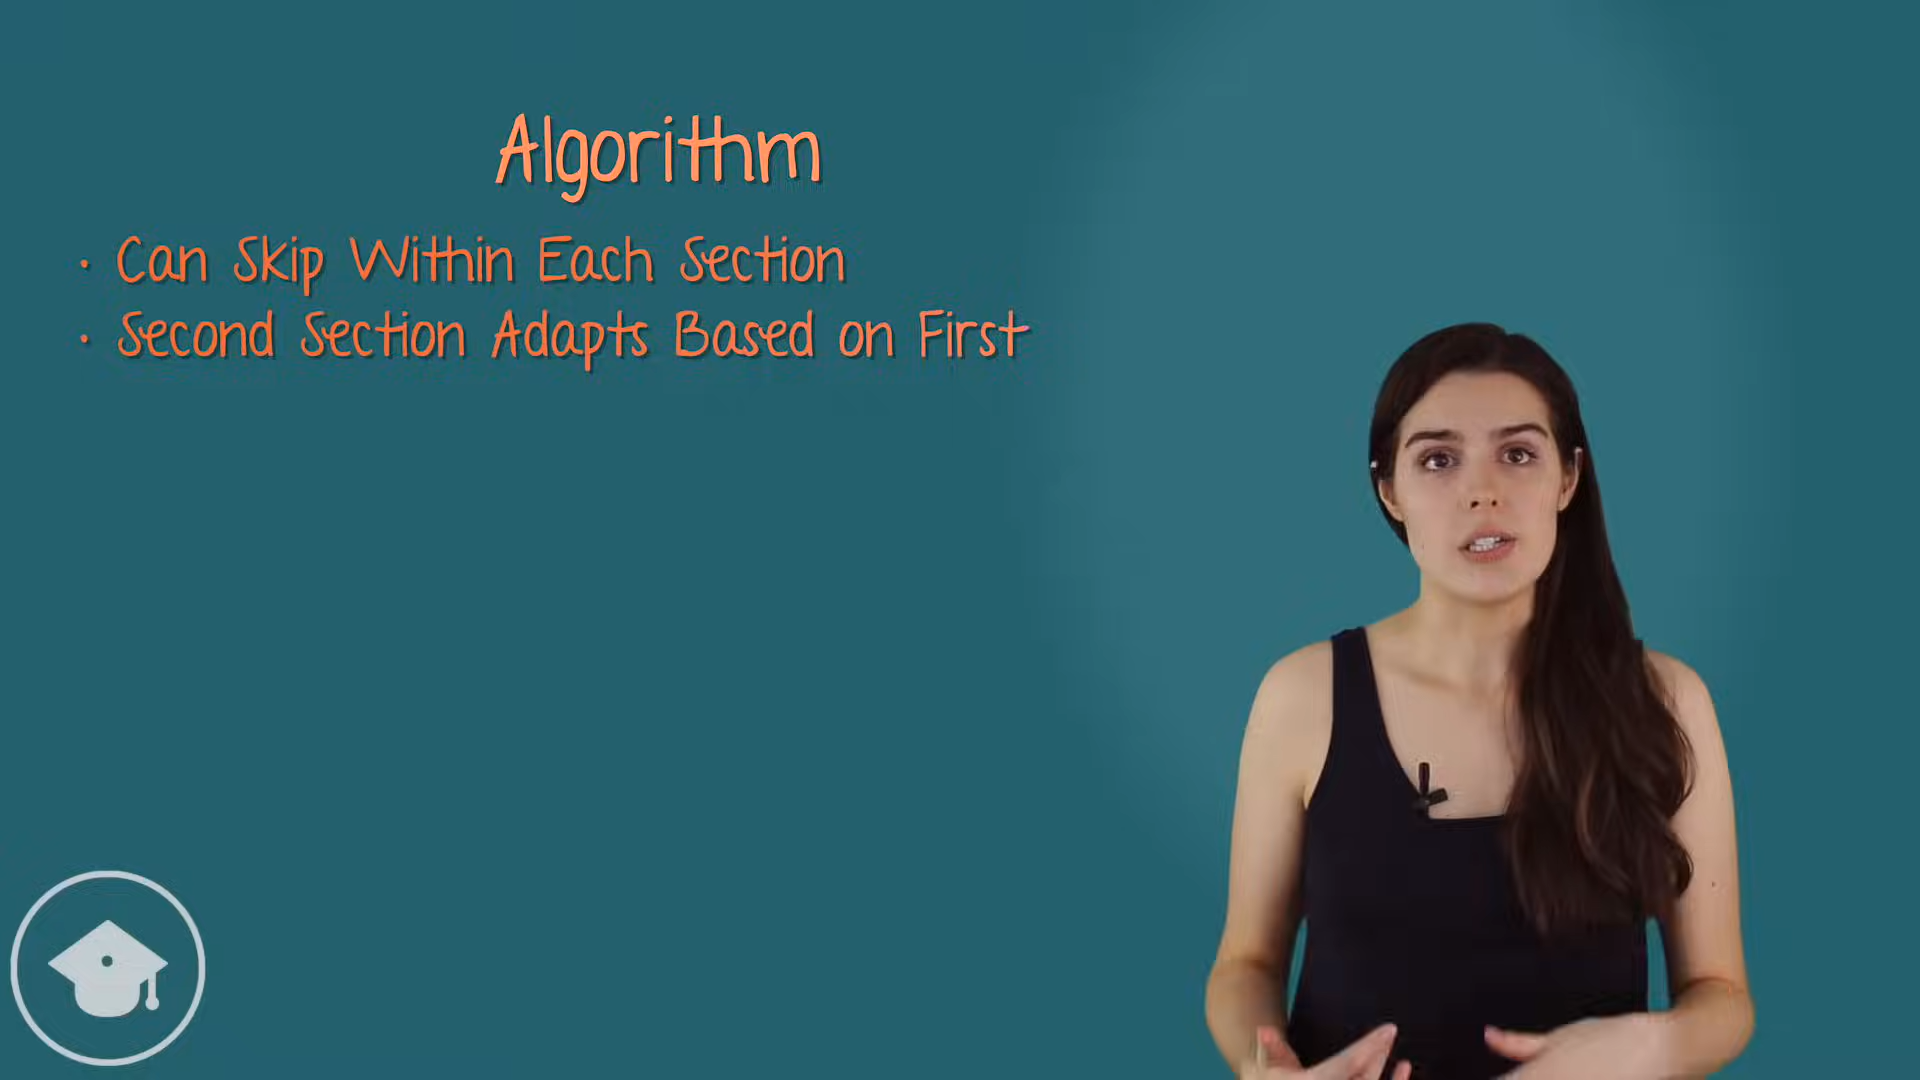 Algorithm
· Can Skip Within Each Section
· Second Section Adapts Based on First